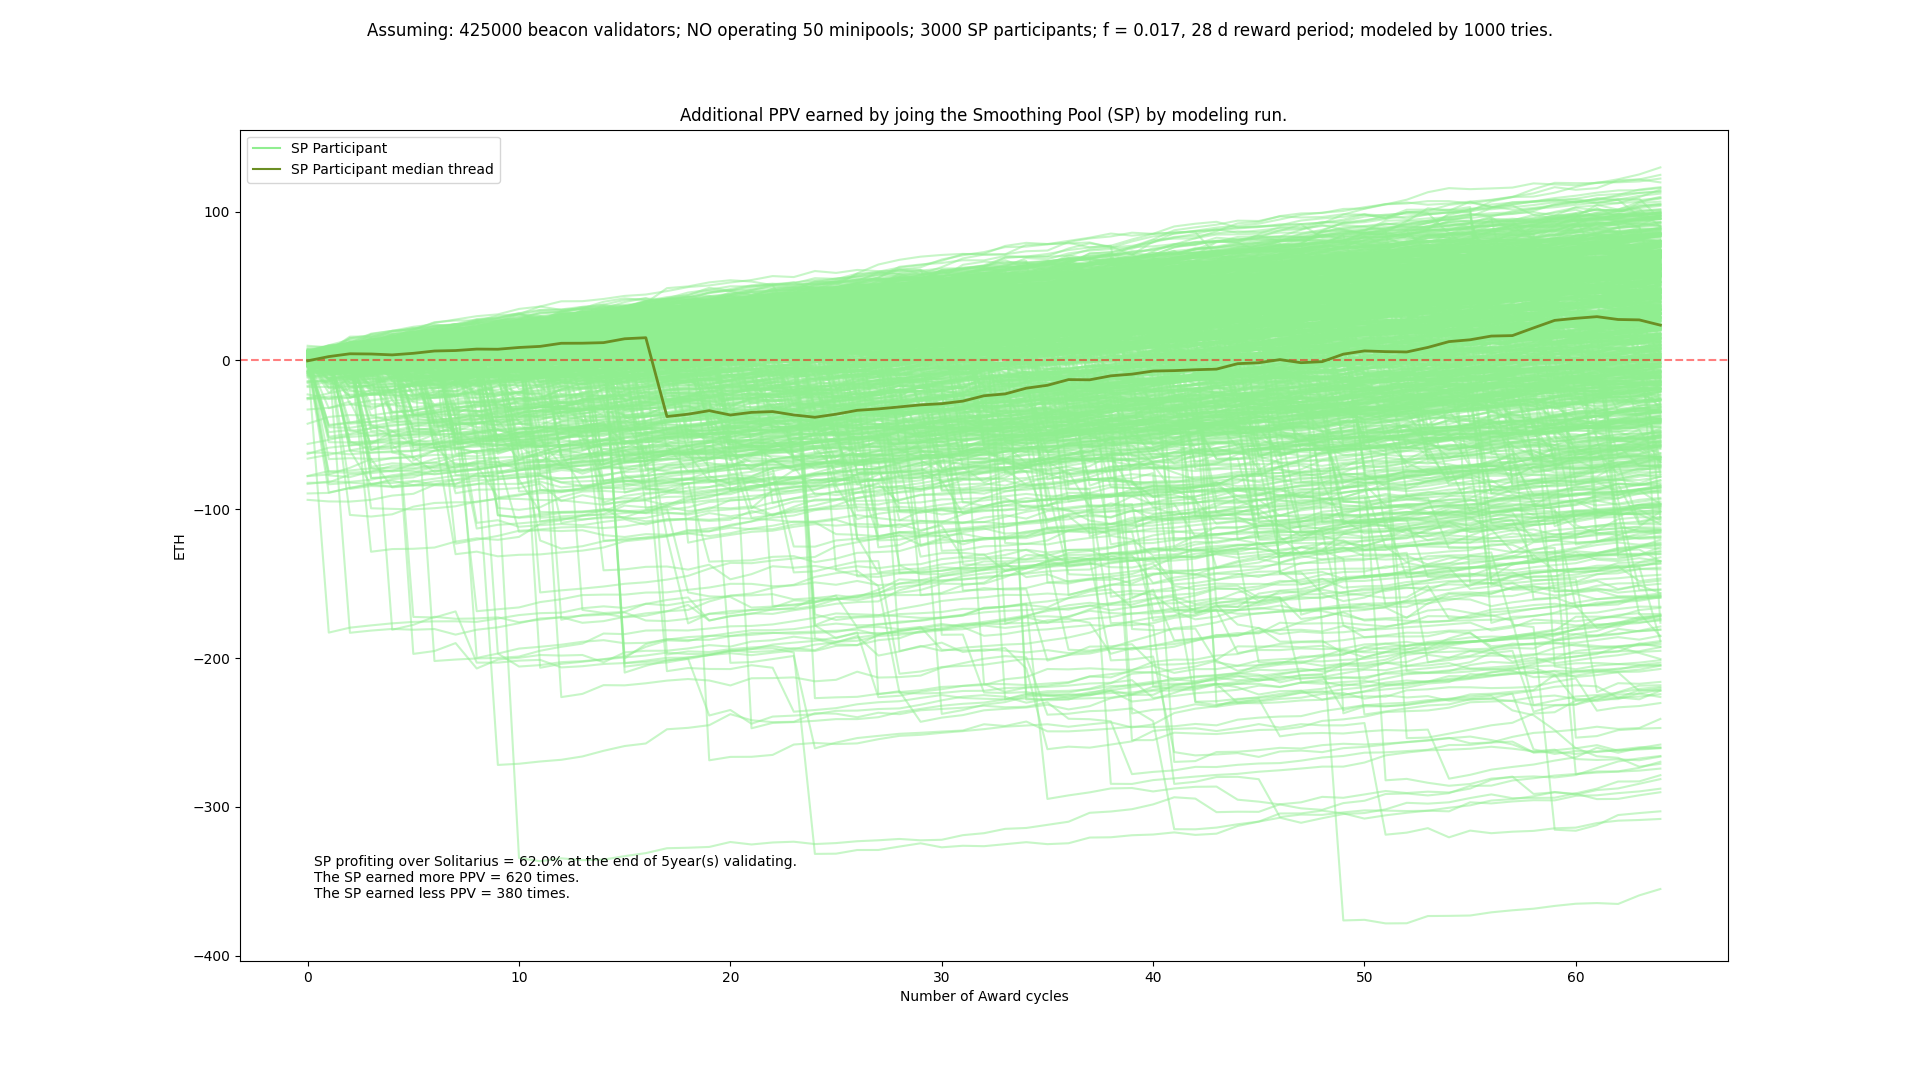 Assuming: 425000 beacon validators; NO operating 50 minipools; 3000 SP participants; f = 0.017, 28 d reward period; modeled by 1000 tries.
Additional PPV earned by joing the Smoothing Pool (SP) by modeling run.
SP Participant
SP Participant median thread
100
0
−100
−200
−300
−400
ETH
SP profiting over Solitarius = 62.0% at the end of 5year(s) validating.
The SP earned more PPV = 620 times.
The SP earned less PPV = 380 times.
0
10
20
30
40
50
60
Number of Award cycles